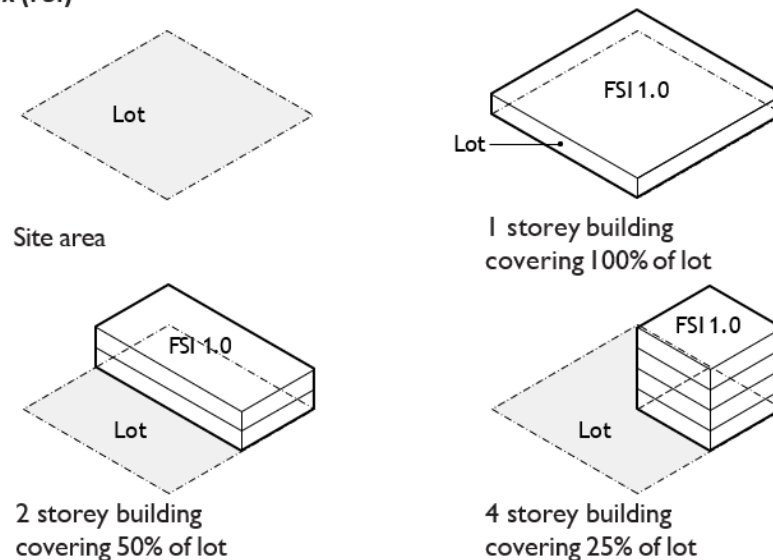 x (FSI)
Lot
Site area
FSI 1.0
Lot
1 storey building
covering 100% of lot
FSI 1.0
Lot
2 storey building
covering 50% of lot
FSI 1.0
Lot
4 storey building
covering 25% of lot